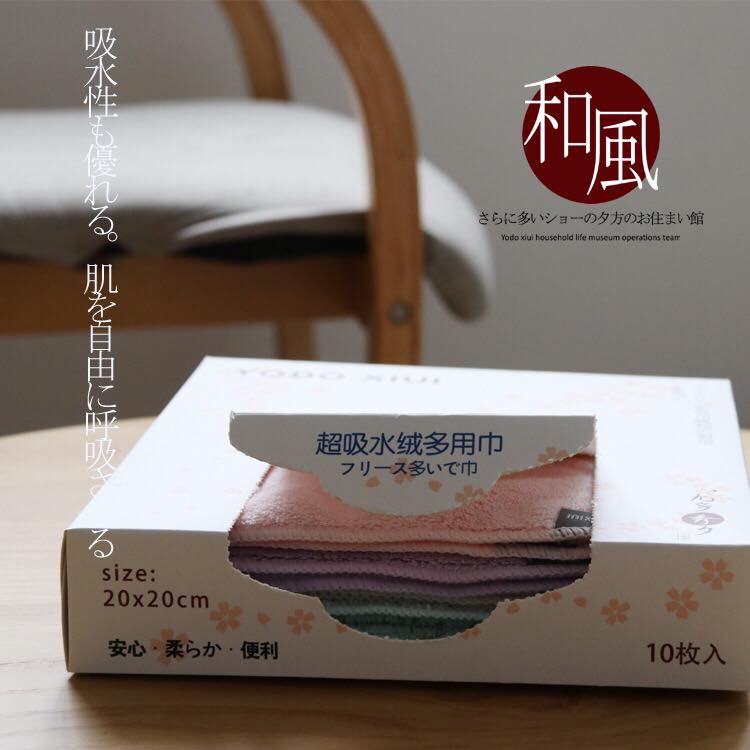 吸水性も優れる。肌を自由に呼吸させる
和風
さらに多いショーの夕方のお住まい館
Yodo xiui household life museum operations team
YODO XIUI
超吸水绒多用巾
フリース多いで巾
size:
20x20cm
安心·柔らか·便利
10枚入